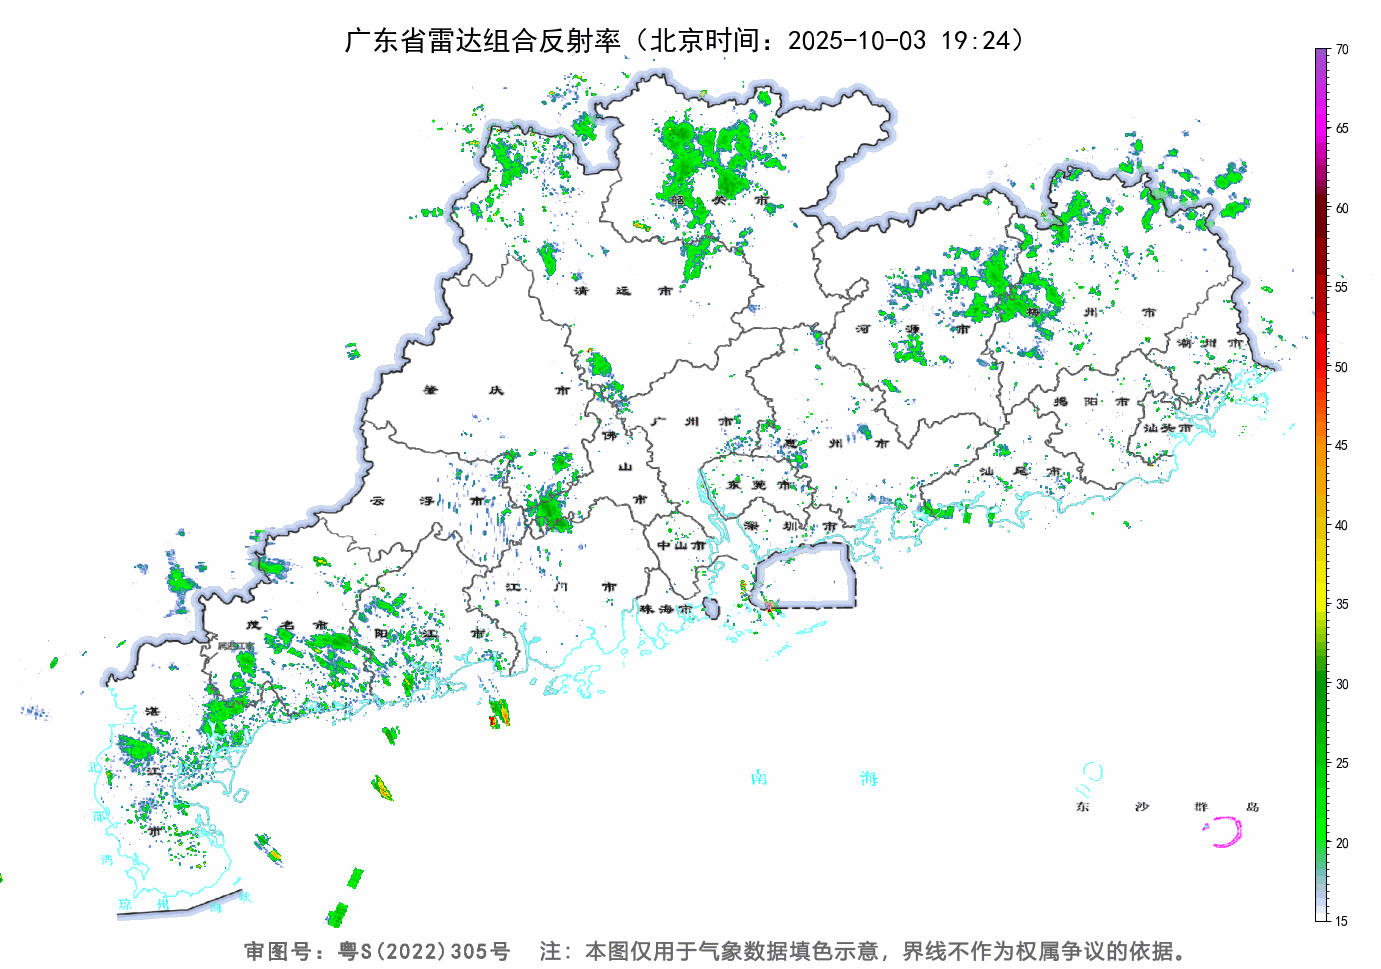 广东省雷达组合反射率（北京时间：2025-10-03 19:24）
70
65
60
55
50
45
40
35
30
25
20
15
韶关市
清远市
河源市
梅州市
潮州市
肇庆市
广州市
佛山市
惠州市
揭阳市
汕头市
汕尾市
云浮市
东莞市
深圳市
中山市
江门市
珠海市
茂名市
阳江市
湛江市
北部湾
琼州海峡
南海
东沙群岛
审图号：粤S(2022)305号 注：本图仅用于气象数据填色示意，界线不作为权属争议的依据。